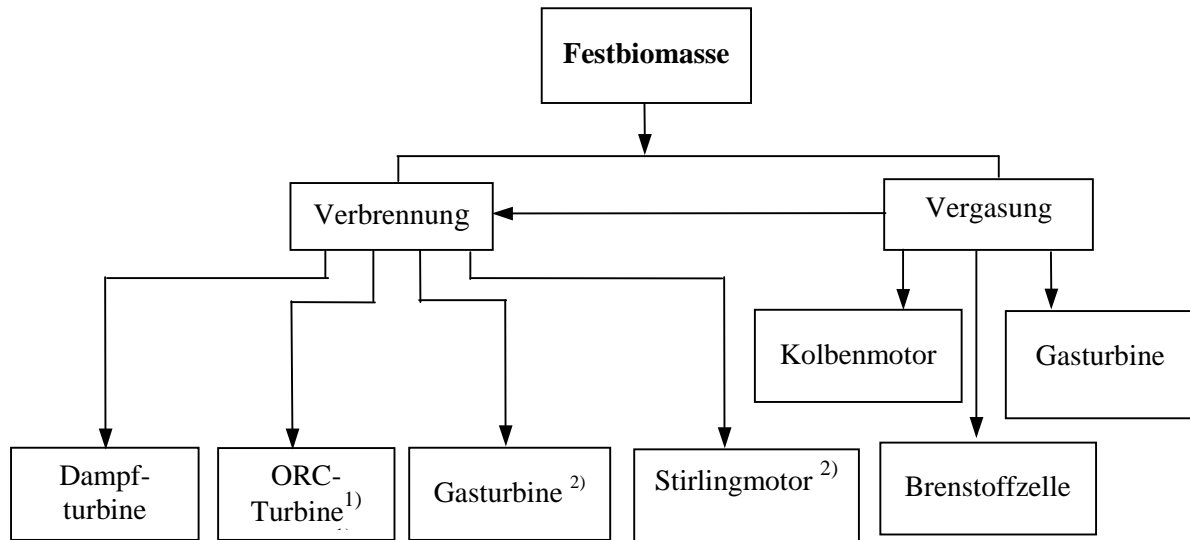 Festbiomasse
Verbrennung
Vergasung
Kolbenmotor
Gasturbine
Dampf-
turbine
ORC-
Turbine1)
Gasturbine 2)
Stirlingmotor 2)
Brenstoffzelle